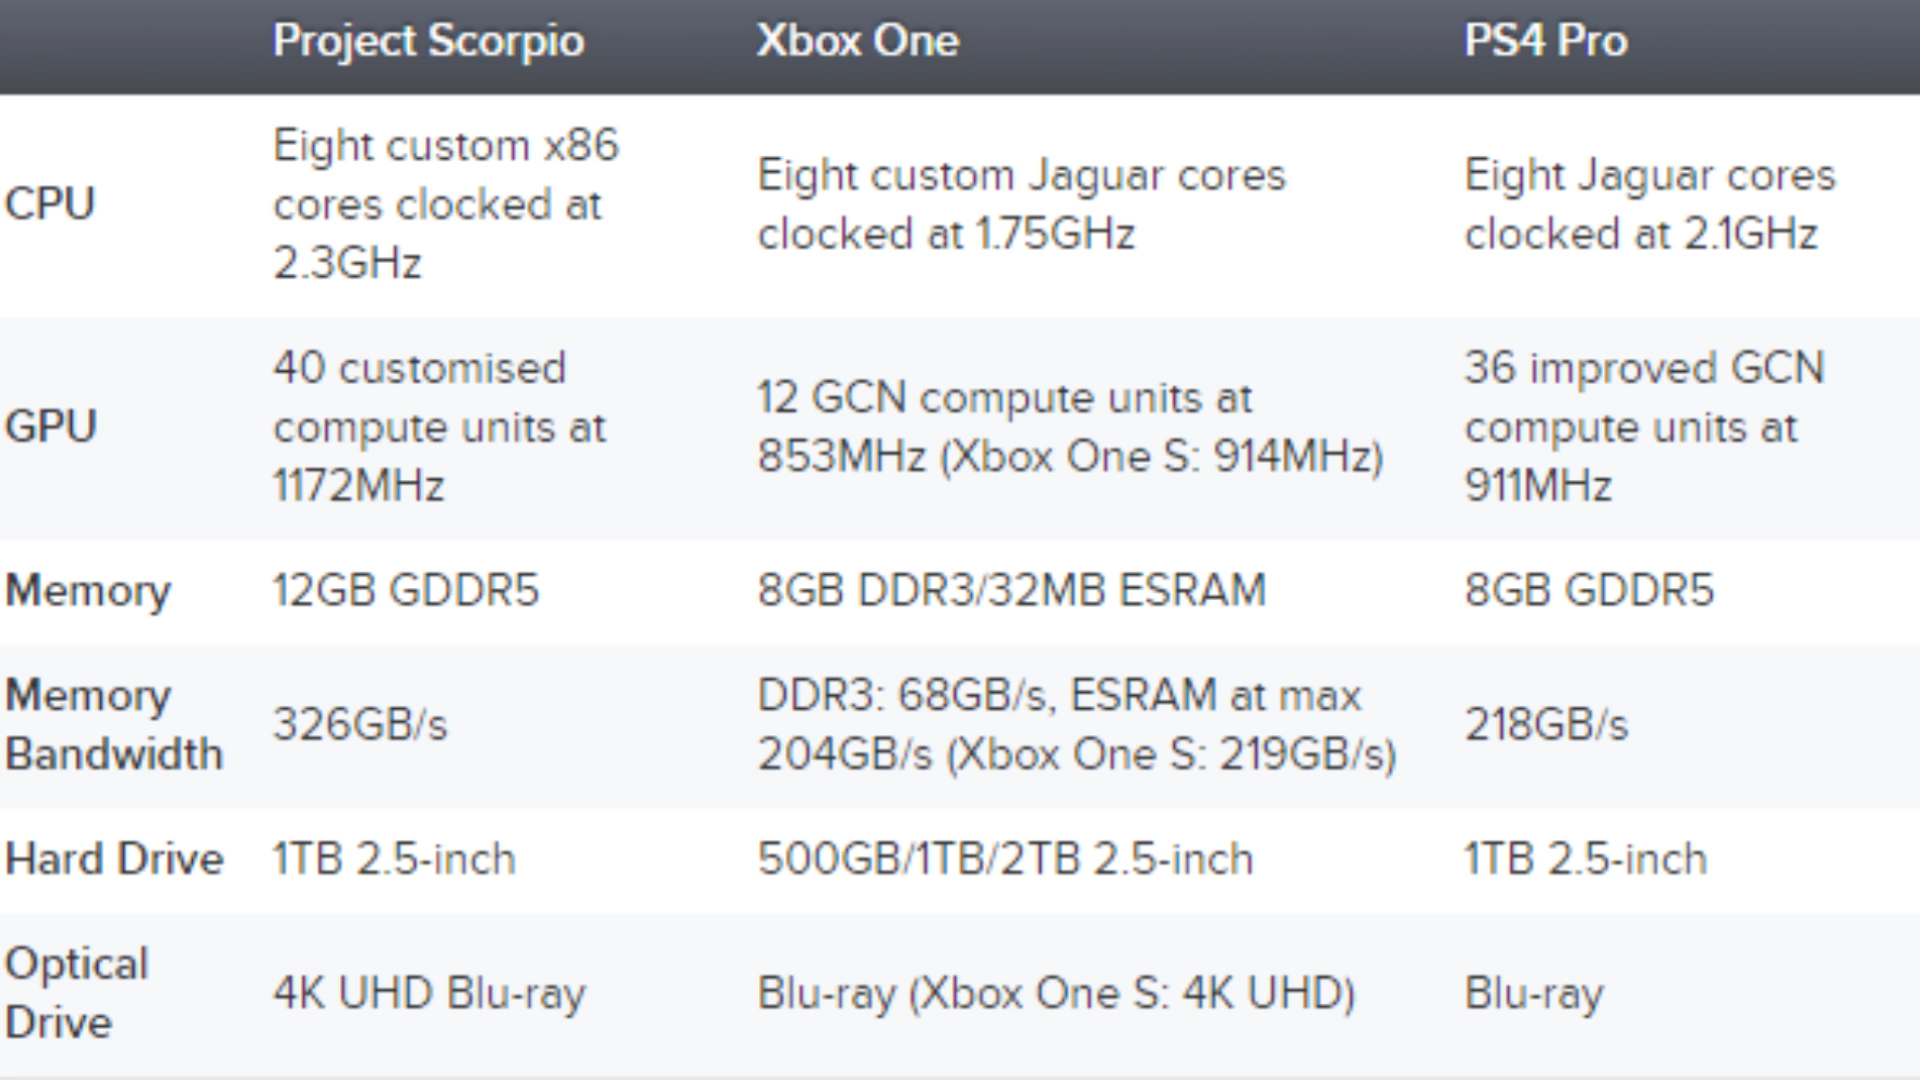 Project Scorpio Xbox One PS4 Pro
CPU
Eight custom x86
cores clocked at
2.3GHz
Eight custom Jaguar cores
clocked at 1.75GHz
Eight Jaguar cores
clocked at 2.1GHz
GPU
40 customised
compute units at
1172MHz
12 GCN compute units at
853MHz (Xbox One S: 914MHz)
36 improved GCN
compute units at
911MHz
Memory 12GB GDDR5 8GB DDR3/32MB ESRAM 8GB GDDR5
Memory
Bandwidth
326GB/s
DDR3: 68GB/s, ESRAM at max
204GB/s (Xbox One S: 219GB/s)
218GB/s
Hard Drive 1TB 2.5-inch 500GB/1TB/2TB 2.5-inch 1TB 2.5-inch
Optical
Drive
4K UHD Blu-ray Blu-ray (Xbox One S: 4K UHD) Blu-ray